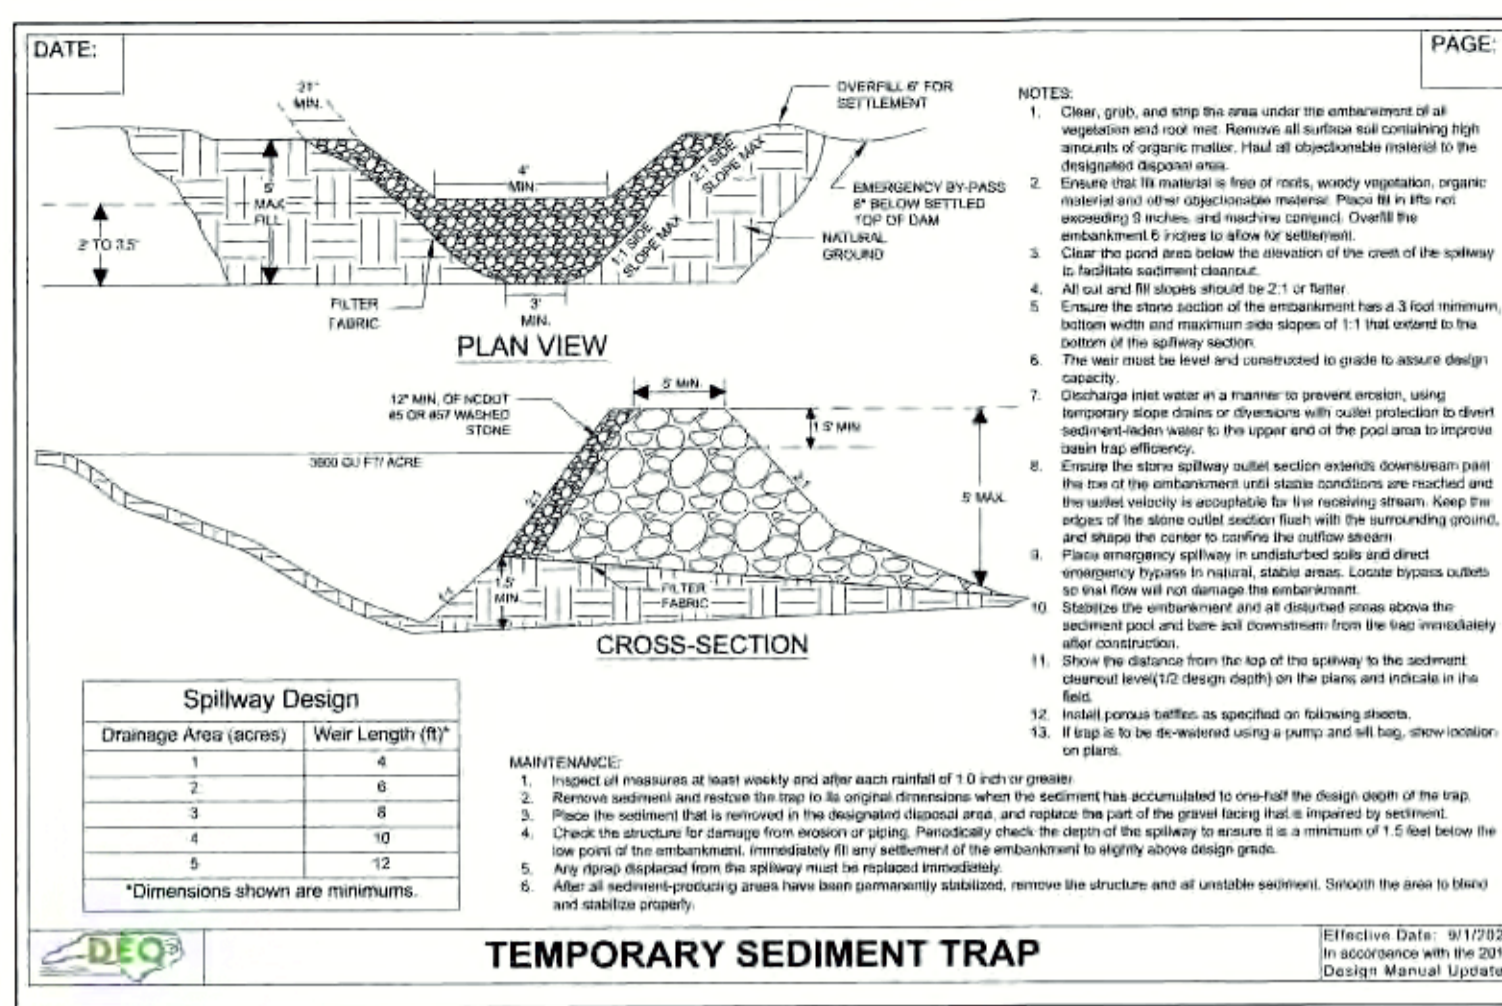 DATE:
PAGE:
21"
MIN.
OVERFILL 6" FOR
SETTLEMENT
5'
MAX
FILL
2' TO 3.5'
4'
MIN.
2:1 SIDE
SLOPE MAX
1:1 SIDE
SLOPE MAX
EMERGENCY BY-PASS
6" BELOW SETTLED
TOP OF DAM
NATURAL
GROUND
FILTER
FABRIC
3'
MIN.
PLAN VIEW
12" MIN. OF NCDOT
#5 OR #57 WASHED
STONE
5' MIN.
1.5' MIN
3600 CU FT/ ACRE
2:1
2:1
5' MAX.
1.5'
MIN.
FILTER
FABRIC
CROSS-SECTION
NOTES:
1. Clear, grub, and strip the area under the embankment of all
vegetation and root mat. Remove all surface soil containing high
amounts of organic matter. Haul all objectionable material to the
designated disposal area.
2. Ensure that fill material is free of roots, woody vegetation, organic
material and other objectionable material. Place fill in lifts not
exceeding 9 inches, and machine compact. Overfill the
embankment 6 inches to allow for settlement.
3. Clear the pond area below the elevation of the crest of the spillway
to facilitate sediment cleanout.
4. All cut and fill slopes should be 2:1 or flatter.
5. Ensure the stone section of the embankment has a 3 foot minimum,
bottom width and maximum side slopes of 1:1 that extend to the
bottom of the spillway section.
6. The weir must be level and constructed to grade to assure design
capacity.
7. Discharge inlet water in a manner to prevent erosion, using
temporary slope drains or diversions with outlet protection to divert
sediment-laden water to the upper end of the pool area to improve
basin trap efficiency.
8. Ensure the stone spillway outlet section extends downstream past
the toe of the embankment until stable conditions are reached and
the outlet velocity is acceptable for the receiving stream. Keep the
edges of the stone outlet section flush with the surrounding ground,
and shape the center to confine the outflow stream.
9. Place emergency spillway in undisturbed soils and direct
emergency bypass to natural, stable areas. Locate bypass outlets
so that flow will not damage the embankment.
10. Stabilize the embankment and all disturbed areas above the
sediment pool and bare soil downstream from the trap immediately
after construction.
11. Show the distance from the top of the spillway to the sediment
cleanout level(1/2 design depth) on the plans and indicate in the
field.
12. Install porous baffles as specified on following sheets.
13. If trap is to be de-watered using a pump and silt bag, show location
on plans.
Spillway Design
Drainage Area (acres) Weir Length (ft)*
1 4
2 6
3 8
4 10
5 12
*Dimensions shown are minimums.
MAINTENANCE:
1. Inspect all measures at least weekly and after each rainfall of 1.0 inch or greater.
2. Remove sediment and restore the trap to its original dimensions when the sediment has accumulated to one-half the design depth of the trap.
3. Place the sediment that is removed in the designated disposal area, and replace the part of the gravel facing that is impaired by sediment.
4. Check the structure for damage from erosion or piping. Periodically check the depth of the spillway to ensure it is a minimum of 1.5 feet below the
low point of the embankment. Immediately fill any settlement of the embankment to slightly above design grade.
5. Any riprap displaced from the spillway must be replaced immediately.
6. After all sediment-producing areas have been permanently stabilized, remove the structure and all unstable sediment. Smooth the area to blend
and stabilize properly.
DEQ
TEMPORARY SEDIMENT TRAP
Effective Date: 9/1/202
In accordance with the 201
Design Manual Update